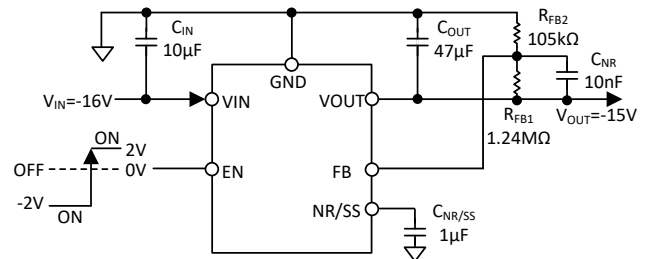 CIN
10µF
COUT
47µF
RFB2
105kΩ
CNR
10nF
GND
VIN=-16V
VIN
VOUT
RFB1
1.24MΩ
VOUT=-15V
ON
2V
OFF
0V
EN
FB
-2V
ON
NR/SS
CNR/SS
1µF